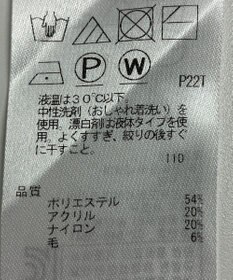 P W
P22T
液温は30℃以下。
中性洗剤(おしゃれ着洗い)を
使用。漂白剤は液体タイプを使
用。よくすすぎ、絞りの後すぐ
に干すこと。
110
品質
ポリエステル 54%
アクリル 20%
ナイロン 20%
毛 6%